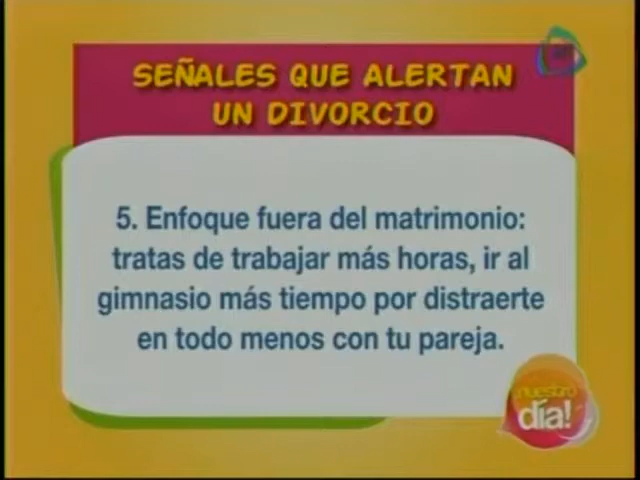 SEÑALES QUE ALERTAN
UN DIVORCIO
5. Enfoque fuera del matrimonio:
tratas de trabajar más horas, ir al
gimnasio más tiempo por distraerte
en todo menos con tu pareja.
nuestro
día!